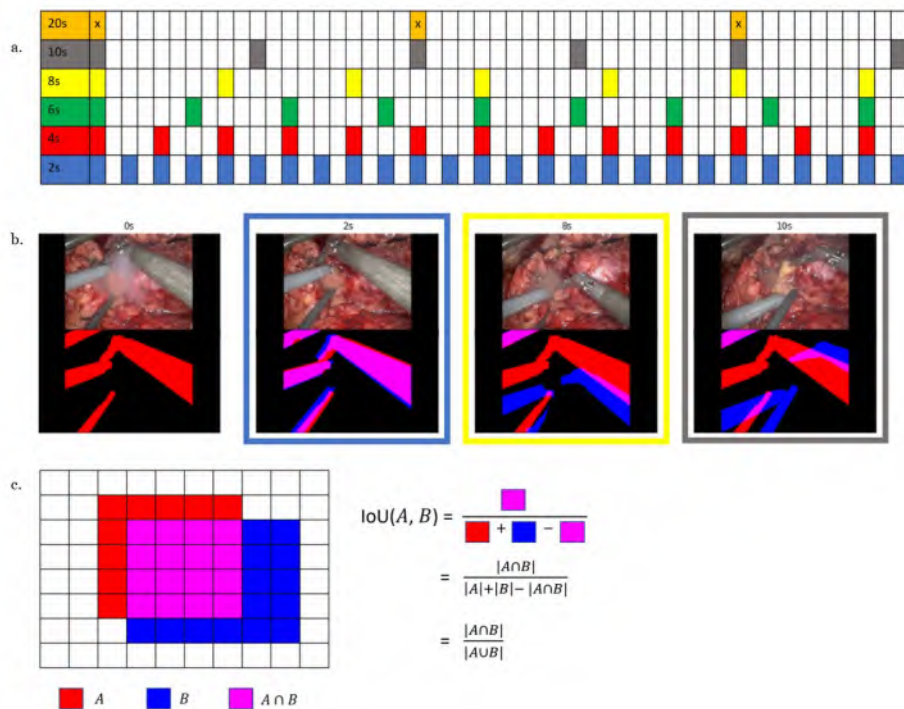 a.
20s x x x
10s
8s
6s
4s
2s
b.
0s 2s 8s 10s
c.
IoU(A, B) = + −
= |A∩B| / |A|+|B|− |A∩B|
= |A∩B| / |A∪B|
A B A ∩ B